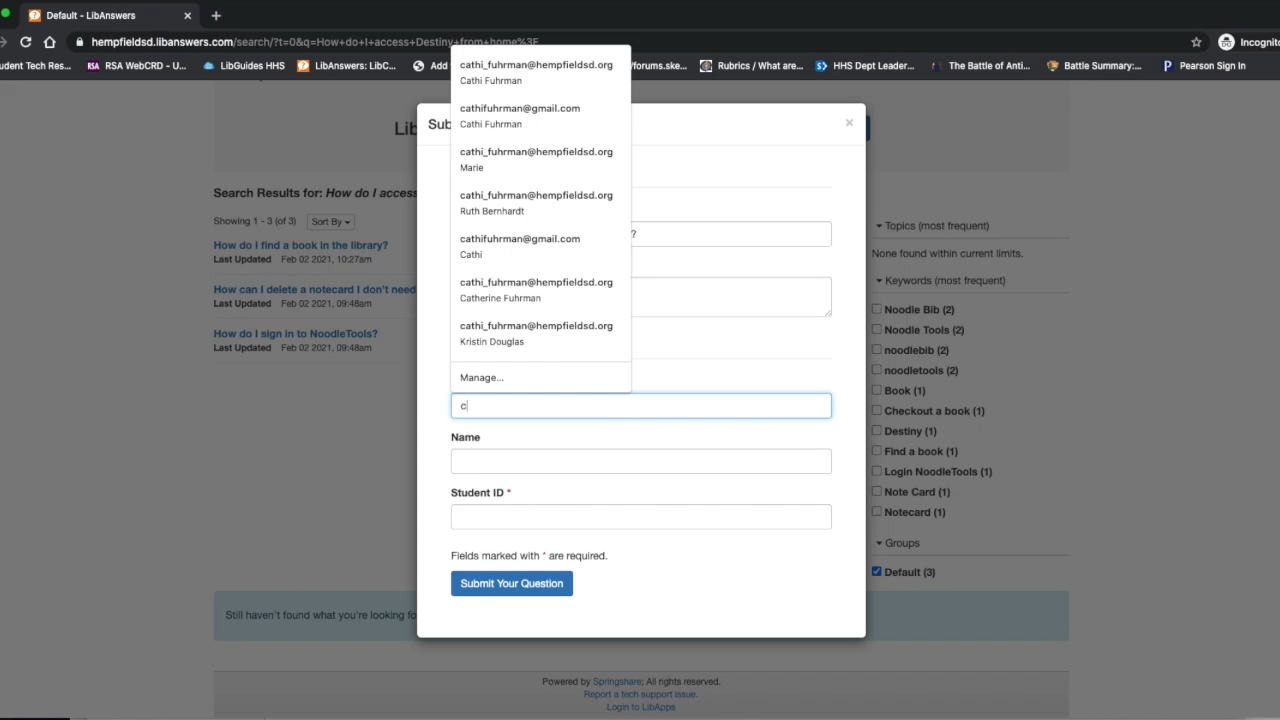 Default - LibAnswers
hempfieldsd.libanswers.com/search/?t=0&q=How+do+I+access+Destiny+from+home%3F
Incognito
udent Tech Res...
RSA WebCRD - U...
LibGuides HHS
LibAnswers: LibC...
Add
/forums.ske...
Rubrics / What are...
HHS Dept Leader...
The Battle of Anti...
Battle Summary:...
Pearson Sign In
cathi_fuhrman@hempfieldsd.org
Cathi Fuhrman
cathifuhrman@gmail.com
Cathi Fuhrman
cathi_fuhrman@hempfieldsd.org
Marie
cathi_fuhrman@hempfieldsd.org
Ruth Bernhardt
cathifuhrman@gmail.com
Cathi
cathi_fuhrman@hempfieldsd.org
Catherine Fuhrman
cathi_fuhrman@hempfieldsd.org
Kristin Douglas
Manage...
Lib
Sub
×
?
c
Name
Student ID *
Fields marked with * are required.
Submit Your Question
Search Results for: How do I access
Showing 1 - 3 (of 3) Sort By
How do I find a book in the library?
Last Updated Feb 02 2021, 10:27am
How can I delete a notecard I don't need
Last Updated Feb 02 2021, 09:48am
How do I sign in to NoodleTools?
Last Updated Feb 02 2021, 09:48am
Topics (most frequent)
None found within current limits.
Keywords (most frequent)
Noodle Bib (2)
Noodle Tools (2)
noodlebib (2)
noodletools (2)
Book (1)
Checkout a book (1)
Destiny (1)
Find a book (1)
Login NoodleTools (1)
Note Card (1)
Notecard (1)
Groups
Default (3)
Still haven't found what you're looking fo
Powered by Springshare; All rights reserved.
Report a tech support issue.
Login to LibApps